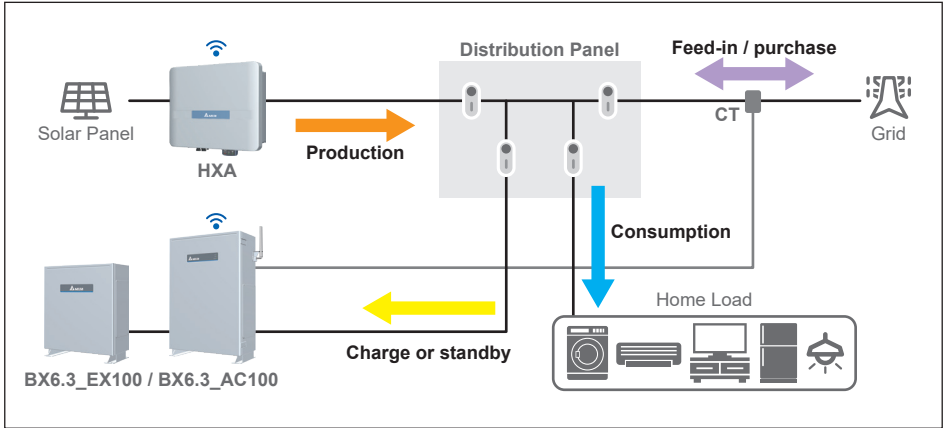 Distribution Panel
Feed-in / purchase
Solar Panel
HXA
Production
CT
Grid
Consumption
Home Load
Charge or standby
BX6.3_EX100 / BX6.3_AC100